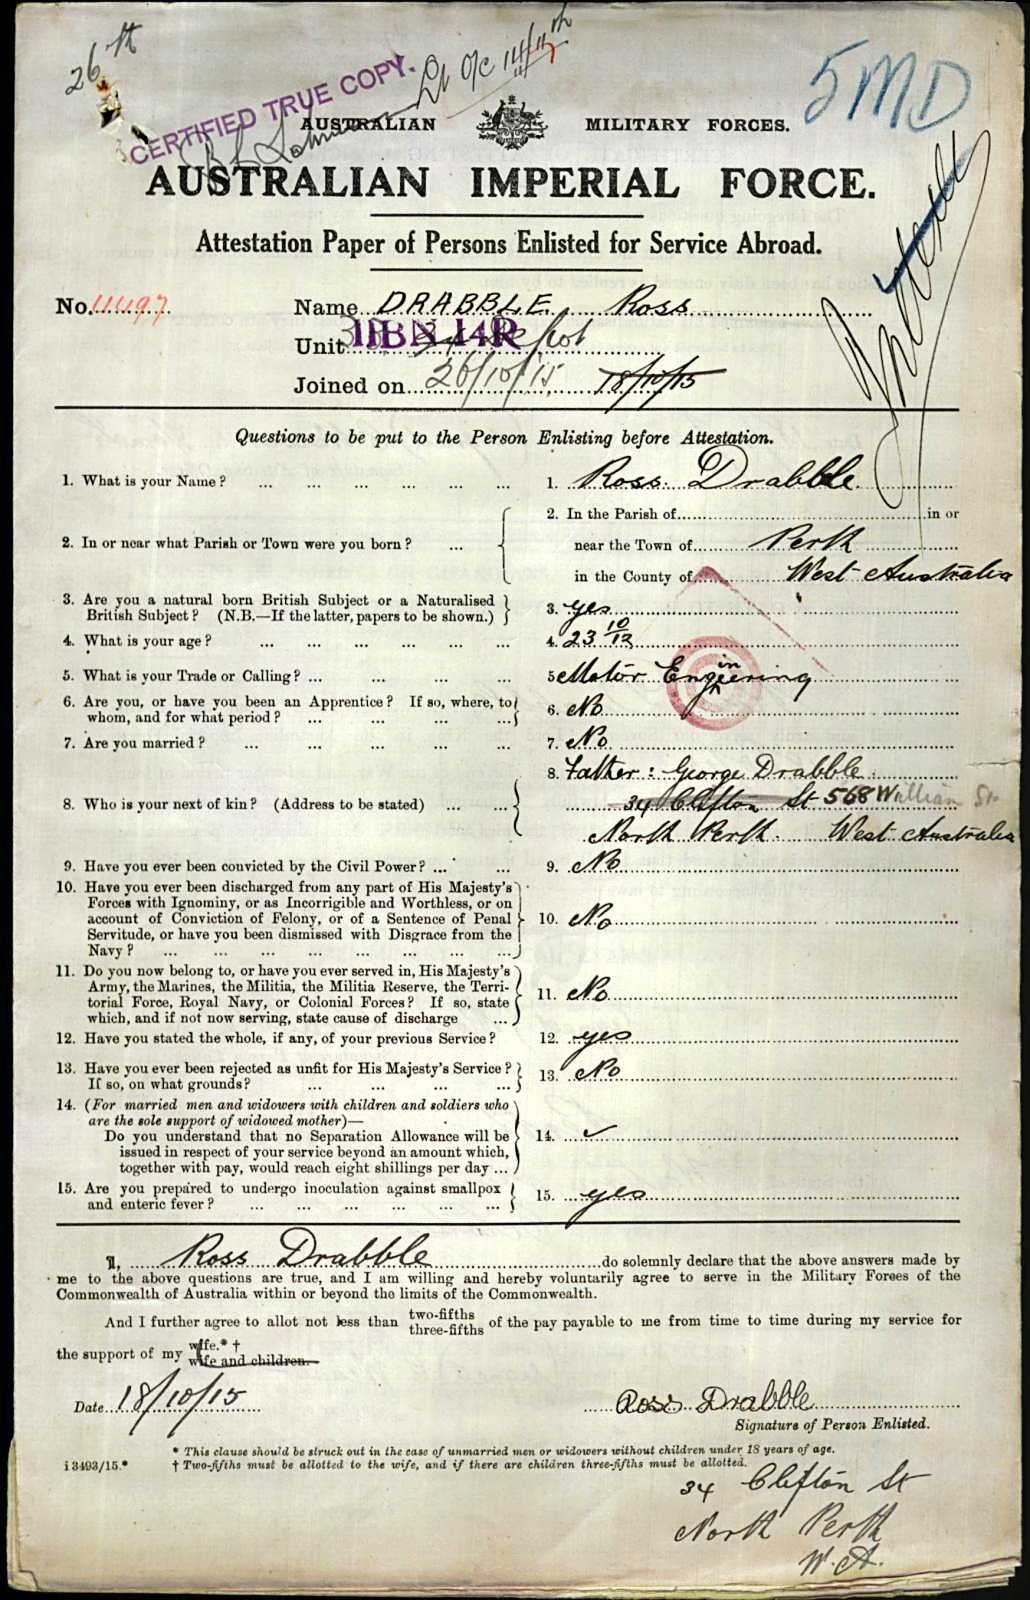 26th
CERTIFIED TRUE COPY.
Lt O/C 11/11th
5MD
AUSTRALIAN MILITARY FORCES.
AUSTRALIAN IMPERIAL FORCE.
Attestation Paper of Persons Enlisted for Service Abroad.
No. Name DRABBLE Ross
Unit 11BN 14R Depot
Joined on 26/10/15 18/10/15
Questions to be put to the Person Enlisting before Attestation.
1. What is your Name? ... ... ... ... ... ... 1. Ross Drabble
2. In or near what Parish or Town were you born? ... 2. In the Parish of in or
near the Town of Perth
in the County of West Australia
3. Are you a natural born British Subject or a Naturalised
British Subject? (N.B.—If the latter, papers to be shown.) 3. yes
4. What is your age? ... ... ... ... ... ... 4. 23 10/12
5. What is your Trade or Calling? ... ... ... ... 5 Motor Engineering
6. Are you, or have you been an Apprentice? If so, where, to
whom, and for what period? ... ... ... ... 6. No
7. Are you married? ... ... ... ... ... 7. No
8. Who is your next of kin? (Address to be stated) ... ... 8. Father: George Drabble
34 Clifton St 568 William St.
North Perth. West Australia
9. Have you ever been convicted by the Civil Power? ... ... 9. No
10. Have you ever been discharged from any part of His Majesty's
Forces with Ignominy, or as Incorrigible and Worthless, or on
account of Conviction of Felony, or of a Sentence of Penal 10. No
Servitude, or have you been dismissed with Disgrace from the
Navy? ... ... ... ... ... ... ... ...
11. Do you now belong to, or have you ever served in, His Majesty's
Army, the Marines, the Militia, the Militia Reserve, the Terri-
torial Force, Royal Navy, or Colonial Forces? If so, state 11. No
which, and if not now serving, state cause of discharge ...
12. Have you stated the whole, if any, of your previous Service? 12. yes
13. Have you ever been rejected as unfit for His Majesty's Service?
If so, on what grounds? ... ... ... ... 13. No
14. (For married men and widowers with children and soldiers who
are the sole support of widowed mother)—
Do you understand that no Separation Allowance will be 14. ✓
issued in respect of your service beyond an amount which,
together with pay, would reach eight shillings per day ...
15. Are you prepared to undergo inoculation against smallpox
and enteric fever? ... ... ... ... ... ... 15. yes
I, Ross Drabble do solemnly declare that the above answers made by
me to the above questions are true, and I am willing and hereby voluntarily agree to serve in the Military Forces of the
Commonwealth of Australia within or beyond the limits of the Commonwealth.
And I further agree to allot not less than two-fifths three-fifths of the pay payable to me from time to time during my service for
the support of my wife.* † wife and children.
Date 18/10/15 Ross Drabble
Signature of Person Enlisted.
* This clause should be struck out in the case of unmarried men or widowers without children under 18 years of age.
i 3493/15.* † Two-fifths must be allotted to the wife, and if there are children three-fifths must be allotted.
34 Clifton St
North Perth
W.A.